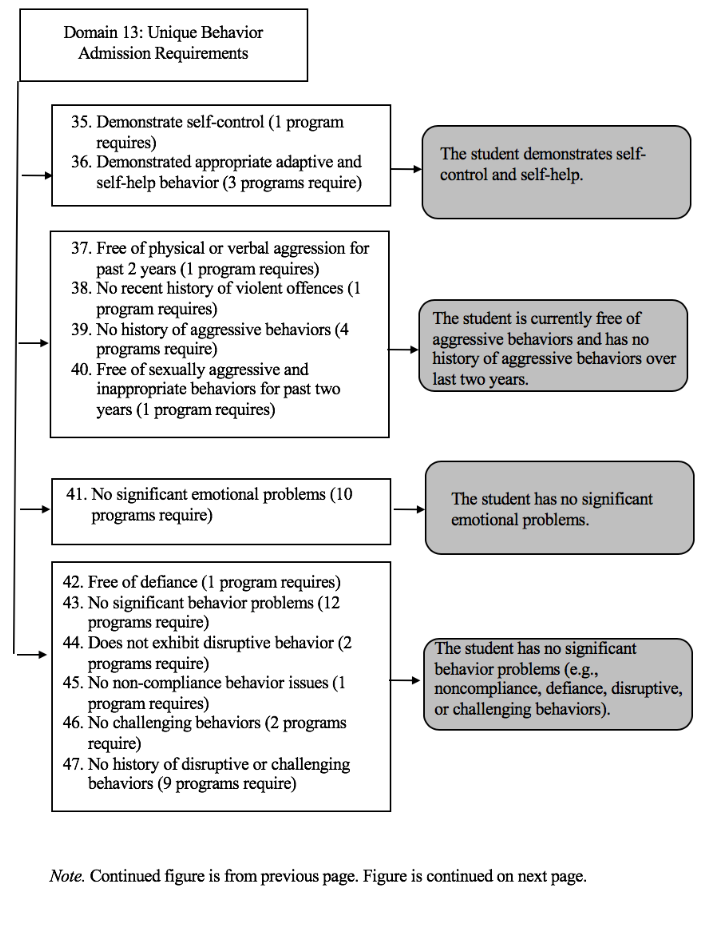 Domain 13: Unique Behavior
Admission Requirements
35. Demonstrate self-control (1 program
requires)
36. Demonstrated appropriate adaptive and
self-help behavior (3 programs require)
The student demonstrates self-
control and self-help.
37. Free of physical or verbal aggression for
past 2 years (1 program requires)
38. No recent history of violent offences (1
program requires)
39. No history of aggressive behaviors (4
programs require)
40. Free of sexually aggressive and
inappropriate behaviors for past two
years (1 program requires)
The student is currently free of
aggressive behaviors and has no
history of aggressive behaviors over
last two years.
41. No significant emotional problems (10
programs require)
The student has no significant
emotional problems.
42. Free of defiance (1 program requires)
43. No significant behavior problems (12
programs require)
44. Does not exhibit disruptive behavior (2
programs require)
45. No non-compliance behavior issues (1
program requires)
46. No challenging behaviors (2 programs
require)
47. No history of disruptive or challenging
behaviors (9 programs require)
The student has no significant
behavior problems (e.g.,
noncompliance, defiance, disruptive,
or challenging behaviors).
Note. Continued figure is from previous page. Figure is continued on next page.